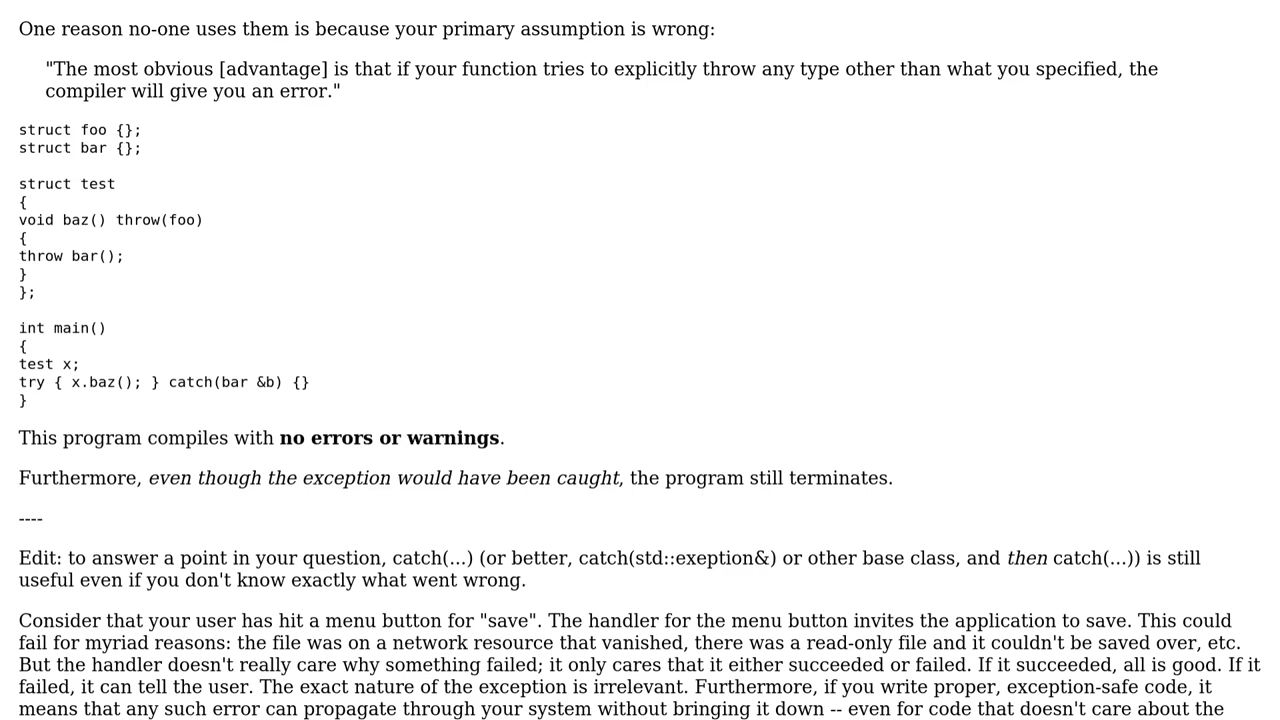 One reason no-one uses them is because your primary assumption is wrong:
"The most obvious [advantage] is that if your function tries to explicitly throw any type other than what you specified, the
compiler will give you an error."
struct foo {};
struct bar {};
struct test
{
void baz() throw(foo)
{
throw bar();
}
};
int main()
{
test x;
try { x.baz(); } catch(bar &b) {}
}
This program compiles with no errors or warnings.
Furthermore, even though the exception would have been caught, the program still terminates.
----
Edit: to answer a point in your question, catch(...) (or better, catch(std::exeption&) or other base class, and then catch(...)) is still
useful even if you don't know exactly what went wrong.
Consider that your user has hit a menu button for "save". The handler for the menu button invites the application to save. This could
fail for myriad reasons: the file was on a network resource that vanished, there was a read-only file and it couldn't be saved over, etc.
But the handler doesn't really care why something failed; it only cares that it either succeeded or failed. If it succeeded, all is good. If it
failed, it can tell the user. The exact nature of the exception is irrelevant. Furthermore, if you write proper, exception-safe code, it
means that any such error can propagate through your system without bringing it down -- even for code that doesn't care about the